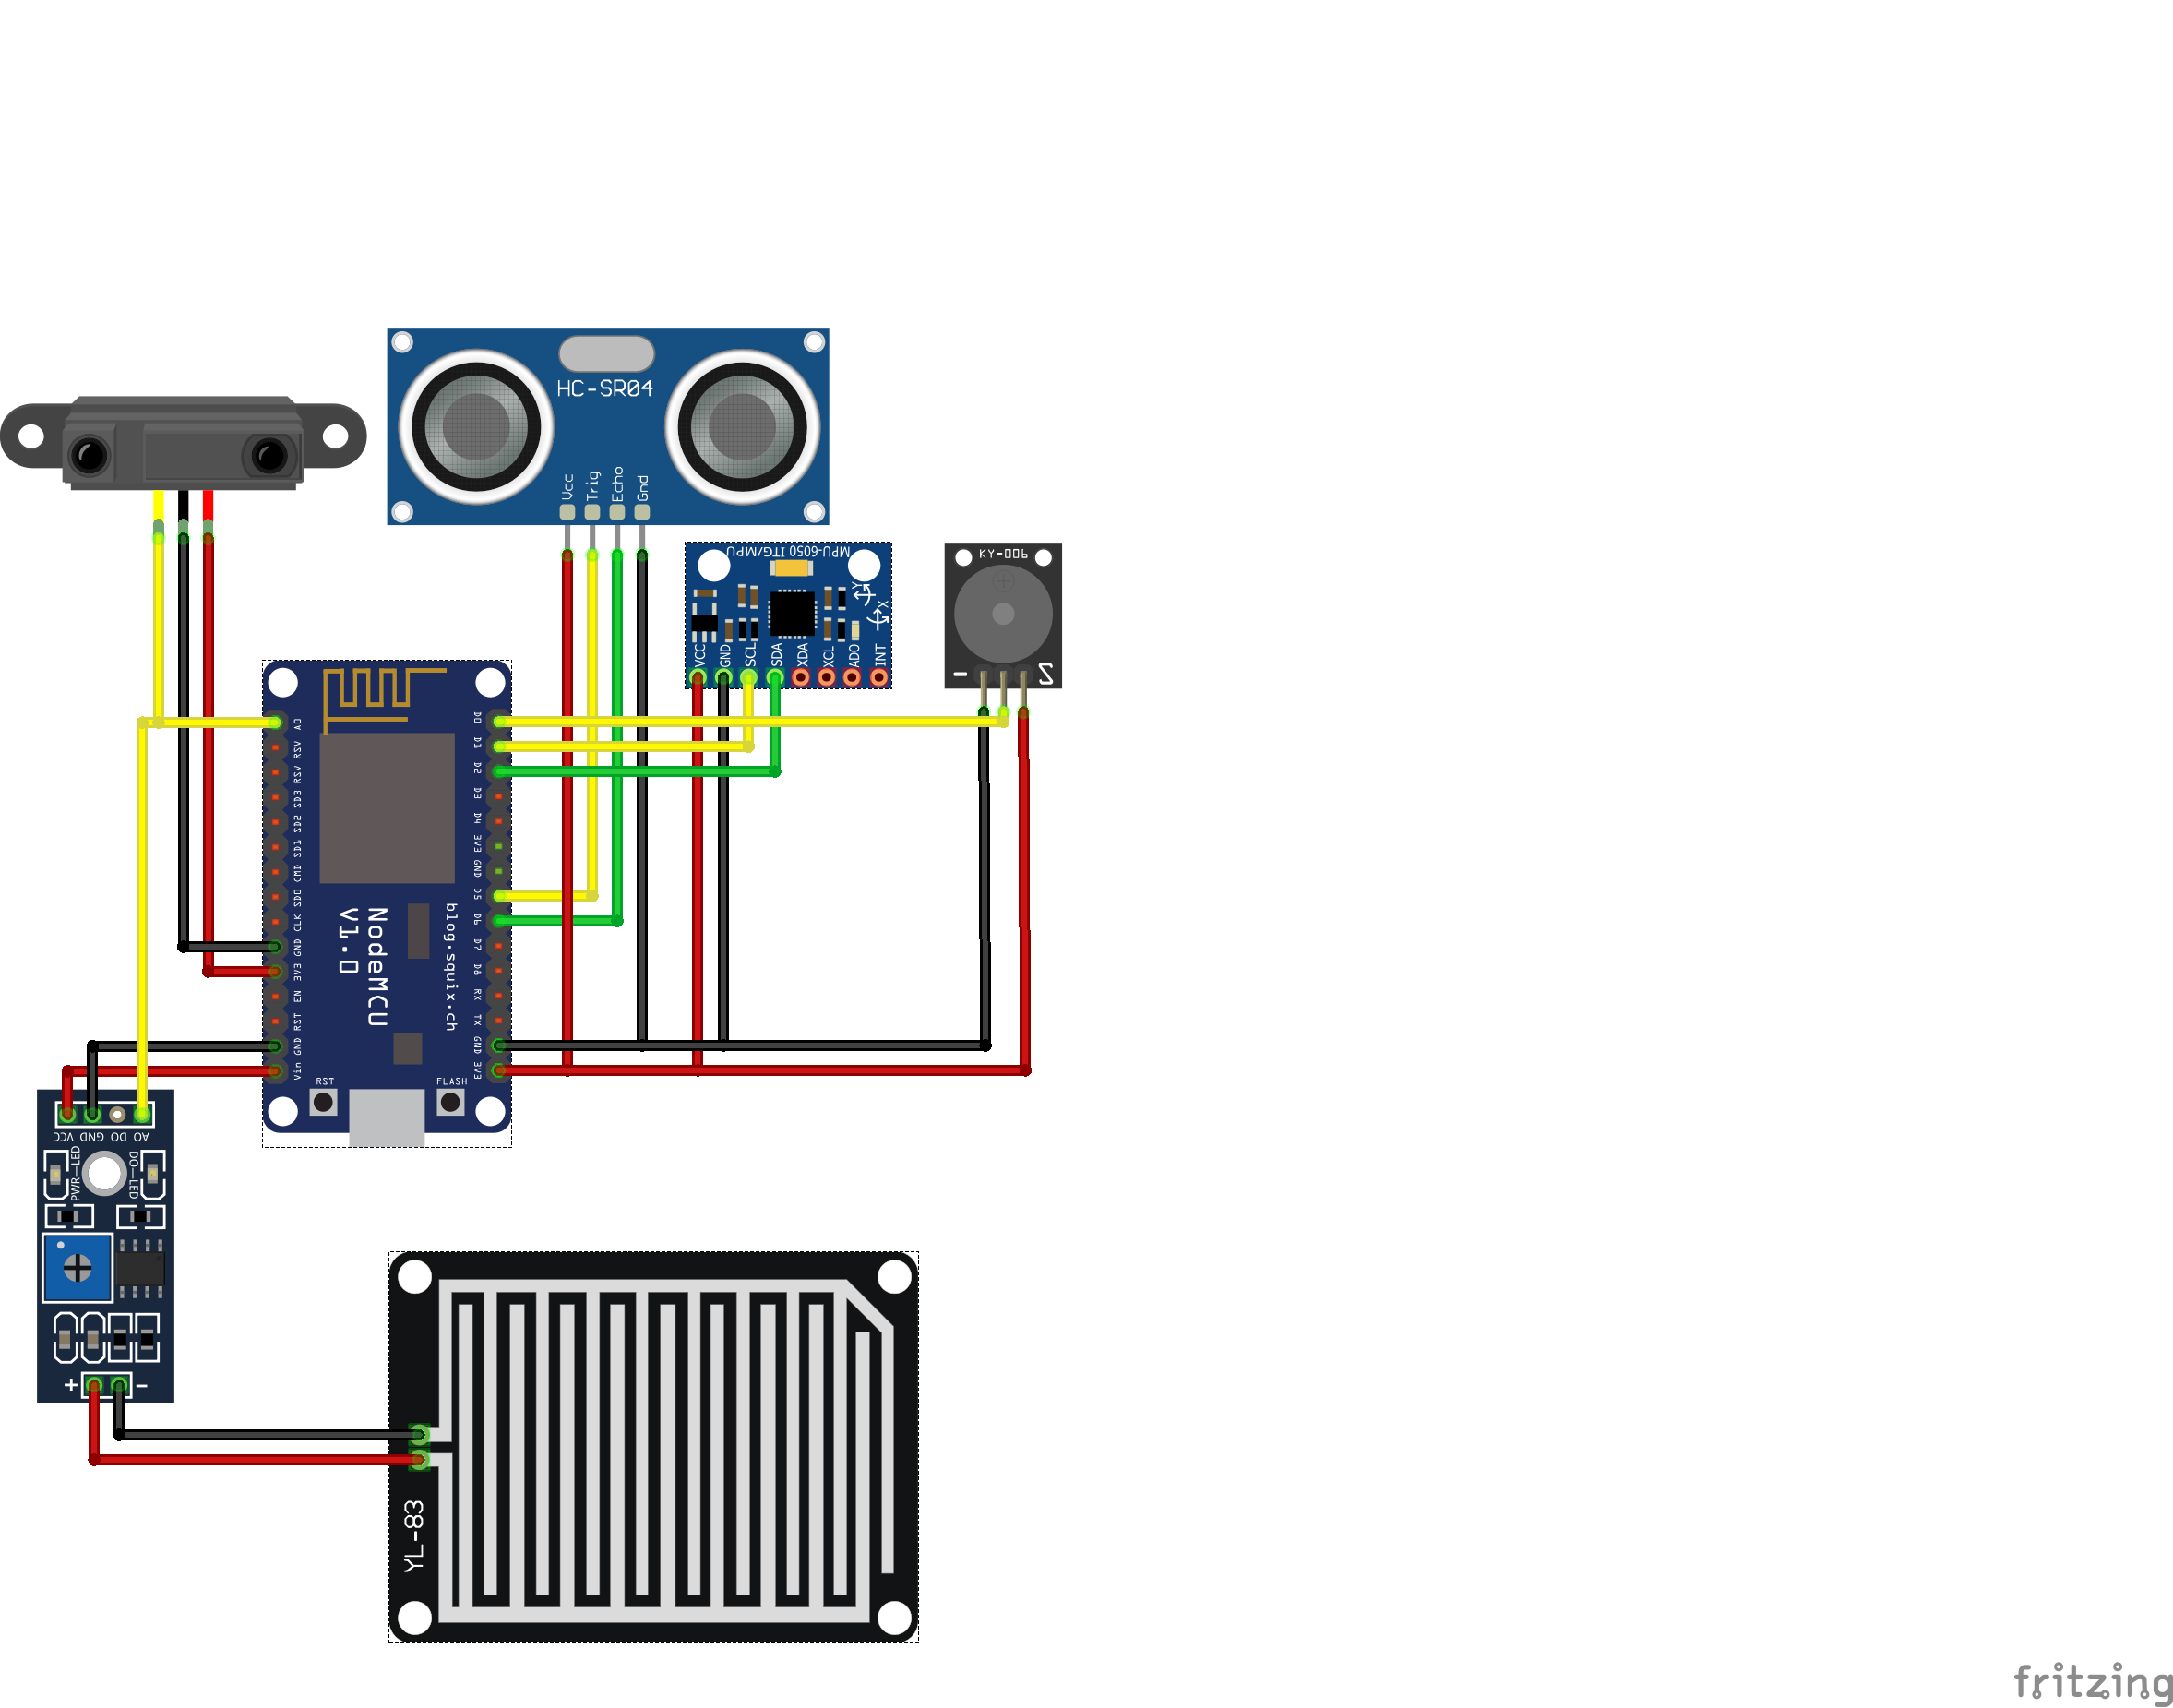 HC-SR04
Vcc
Trig
Echo
Gnd
MPU-6050 ITG/MPU
Y
X
VCC
GND
SCL
SDA
XDA
XCL
ADO
INT
KY-006
-
S
A0
RSV
RSV
SD3
SD2
SD1
CMD
SD0
CLK
GND
3V3
EN
RST
GND
Vin
D0
D1
D2
D3
D4
3V3
GND
D5
D6
D7
D8
RX
TX
GND
3V3
NodeMCU
V1.0
blog.squix.ch
RST
FLASH
VCC
GND
DO
AO
PWR-LED
DO-LED
+
-
YL-83
fritzing